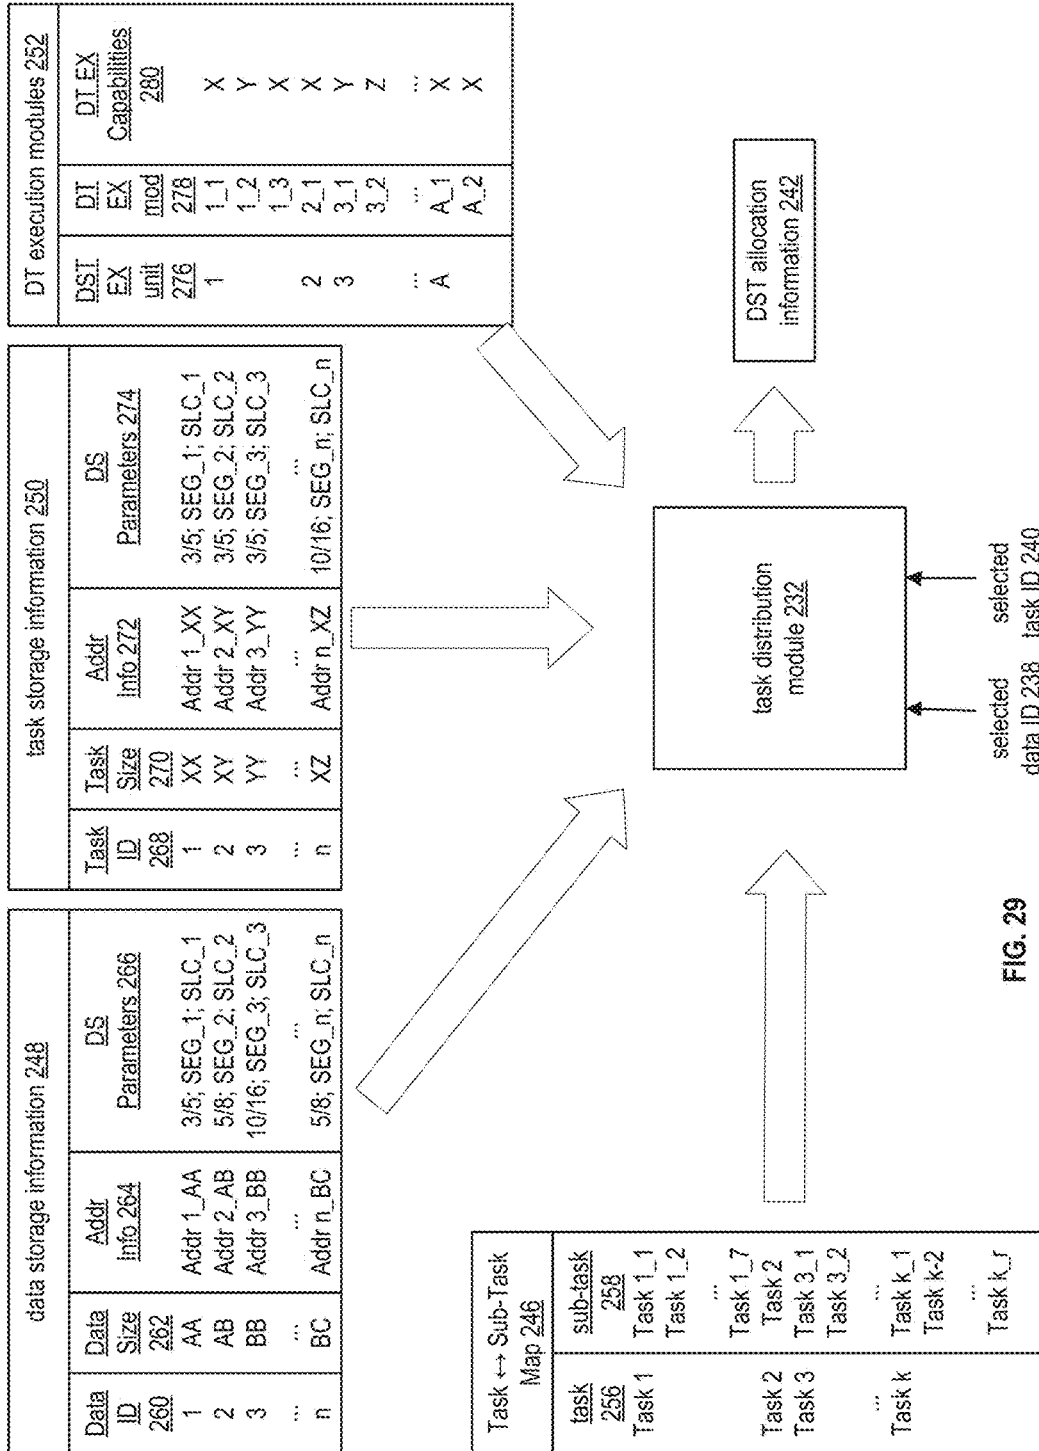 data storage information 248
Data ID 260 Data Size 262 Addr Info 264 DS Parameters 266
1 AA Addr 1_AA 3/5; SEG_1; SLC_1
2 AB Addr 2_AB 5/8; SEG_2; SLC_2
3 BB Addr 3_BB 10/16; SEG_3; SLC_3
... ... ... ...
n BC Addr n_BC 5/8; SEG_n; SLC_n
task storage information 250
Task ID 268 Task Size 270 Addr Info 272 DS Parameters 274
1 XX Addr 1_XX 3/5; SEG_1; SLC_1
2 XY Addr 2_XY 3/5; SEG_2; SLC_2
3 YY Addr 3_YY 3/5; SEG_3; SLC_3
... ... ... ...
n XZ Addr n_XZ 10/16; SEG_n; SLC_n
DT execution modules 252
DST EX unit 276 DT EX mod 278 DT EX Capabilities 280
1 1_1 X
1_2 Y
1_3 X
2 2_1 X
3 3_1 Y
3_2 Z
... ... ...
A A_1 X
A_2 X
Task ↔ Sub-Task
Map 246
task 256 sub-task 258
Task 1 Task 1_1
Task 1_2
...
Task 1_7
Task 2 Task 2
Task 3 Task 3_1
Task 3_2
... ...
Task k Task k_1
Task k-2
...
Task k_r
task distribution
module 232
DST allocation
information 242
selected
data ID 238
selected
task ID 240
FIG. 29